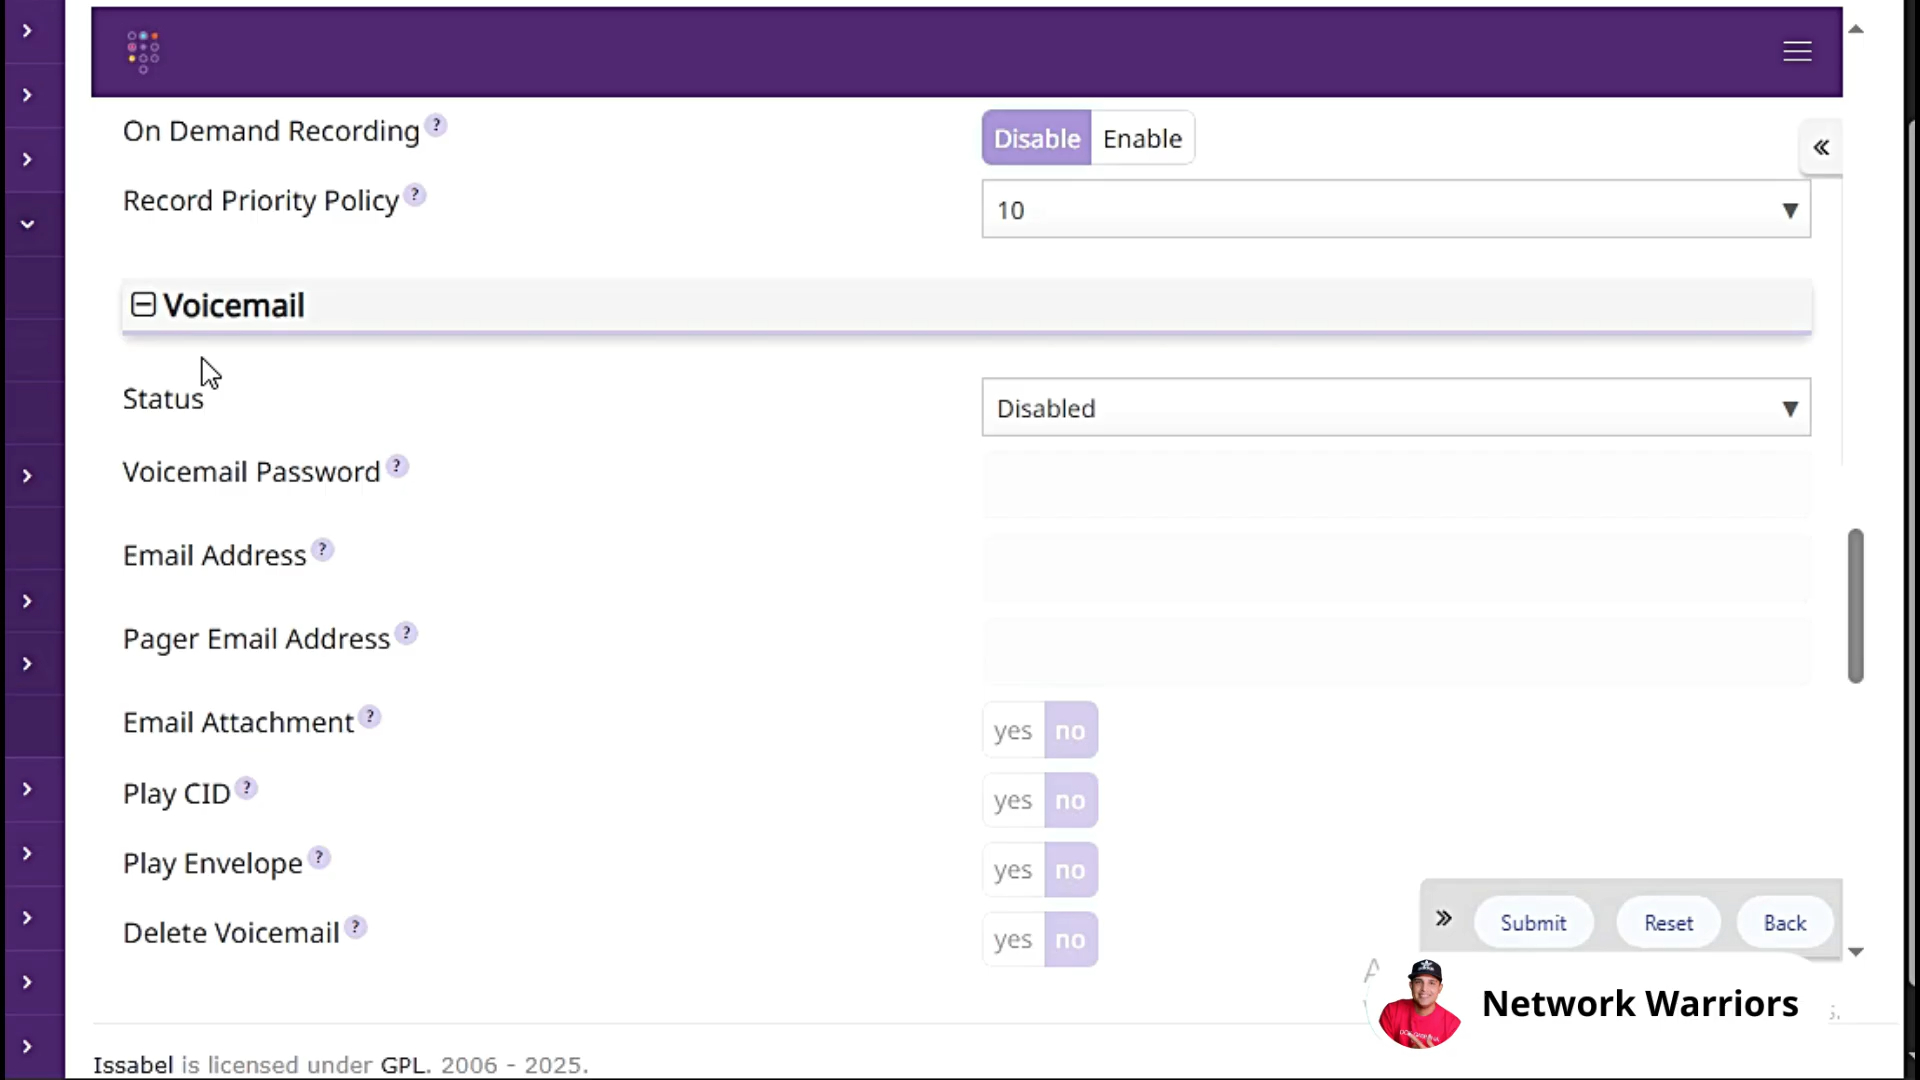 On Demand Recording ?
Disable Enable
Record Priority Policy ?
10
Voicemail
Status
Disabled
Voicemail Password ?
Email Address ?
Pager Email Address ?
Email Attachment ?
yes no
Play CID ?
yes no
Play Envelope ?
yes no
Delete Voicemail ?
yes no
Submit Reset Back
Network Warriors
Issabel is licensed under GPL. 2006 - 2025.